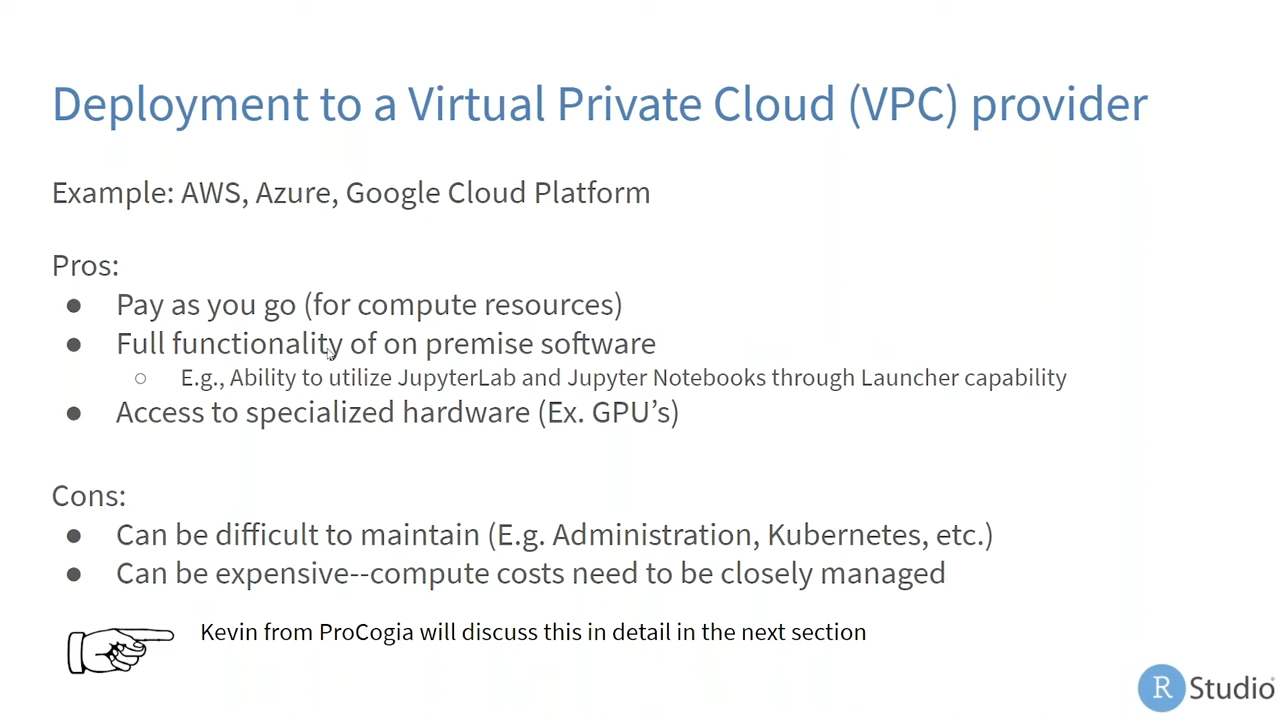 Deployment to a Virtual Private Cloud (VPC) provider
Example: AWS, Azure, Google Cloud Platform
Pros:
● Pay as you go (for compute resources)
● Full functionality of on premise software
○ E.g., Ability to utilize JupyterLab and Jupyter Notebooks through Launcher capability
● Access to specialized hardware (Ex. GPU’s)
Cons:
● Can be difficult to maintain (E.g. Administration, Kubernetes, etc.)
● Can be expensive--compute costs need to be closely managed
Kevin from ProCogia will discuss this in detail in the next section
R Studio®